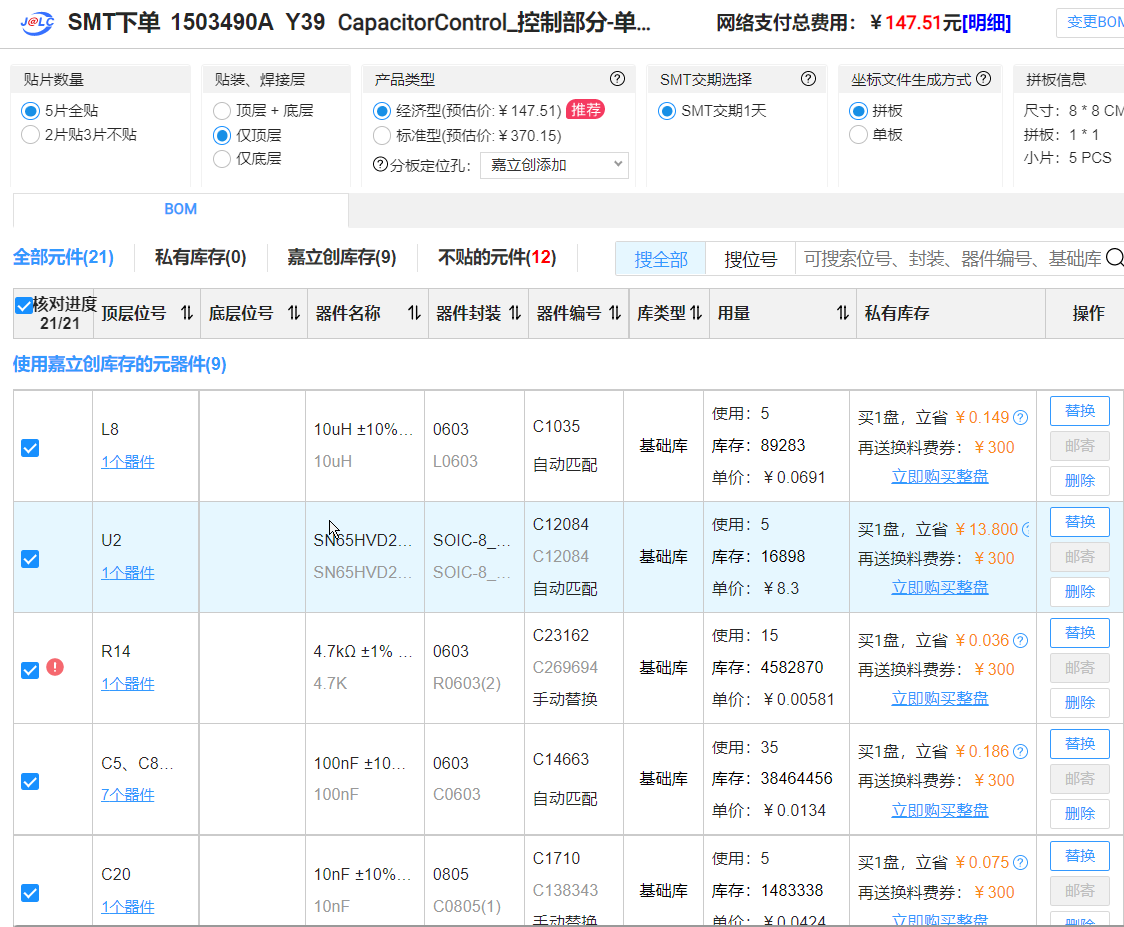 J@LC SMT下单 1503490A Y39 CapacitorControl_控制部分-单... 网络支付总费用：￥147.51元[明细] 变更BOM
贴片数量 贴装、焊接层 产品类型 SMT交期选择 坐标文件生成方式 拼板信息
5片全贴 顶层 + 底层 经济型(预估价:￥147.51) 推荐 SMT交期1天 拼板 尺寸：8 * 8 CM
2片贴3片不贴 仅顶层 标准型(预估价:￥370.15) 单板 拼板：1 * 1
仅底层 分板定位孔： 嘉立创添加 小片：5 PCS
BOM
全部元件(21) 私有库存(0) 嘉立创库存(9) 不贴的元件(12) 搜全部 搜位号 可搜索位号、封装、器件编号、基础库
核对进度
21/21 顶层位号 底层位号 器件名称 器件封装 器件编号 库类型 用量 私有库存 操作
使用嘉立创库存的元器件(9)
L8 10uH ±10%... 0603 C1035 基础库 使用：5 买1盘，立省 ￥0.149 替换
1个器件 10uH L0603 自动匹配 库存：89283 再送换料费券：￥300 邮寄
单价：￥0.0691 立即购买整盘 删除
U2 SN65HVD2... SOIC-8_... C12084 使用：5 买1盘，立省 ￥13.800 替换
1个器件 SN65HVD2... SOIC-8_... C12084 基础库 库存：16898 再送换料费券：￥300 邮寄
自动匹配 单价：￥8.3 立即购买整盘 删除
R14 4.7kΩ ±1% ... 0603 C23162 使用：15 买1盘，立省 ￥0.036 替换
1个器件 4.7K R0603(2) C269694 基础库 库存：4582870 再送换料费券：￥300 邮寄
手动替换 单价：￥0.00581 立即购买整盘 删除
C5、C8... 100nF ±10... 0603 C14663 使用：35 买1盘，立省 ￥0.186 替换
7个器件 100nF C0603 自动匹配 基础库 库存：38464456 再送换料费券：￥300 邮寄
单价：￥0.0134 立即购买整盘 删除
C20 10nF ±10%... 0805 C1710 使用：5 买1盘，立省 ￥0.075 替换
1个器件 10nF C0805(1) C138343 基础库 库存：1483338 再送换料费券：￥300 邮寄
手动替换 单价：￥0.0424 立即购买整盘 删除